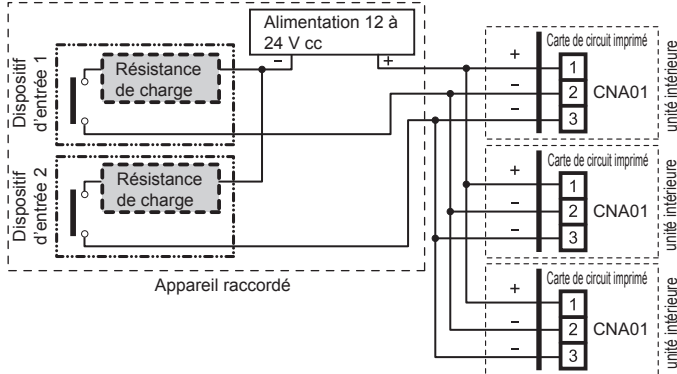 Alimentation 12 à
24 V cc
-
+
Dispositif
d'entrée 1
Résistance
de charge
Dispositif
d'entrée 2
Résistance
de charge
Appareil raccordé
Carte de circuit imprimé
+
-
-
1
2
3
CNA01
unité intérieure
Carte de circuit imprimé
+
-
-
1
2
3
CNA01
unité intérieure
Carte de circuit imprimé
+
-
-
1
2
3
CNA01
unité intérieure